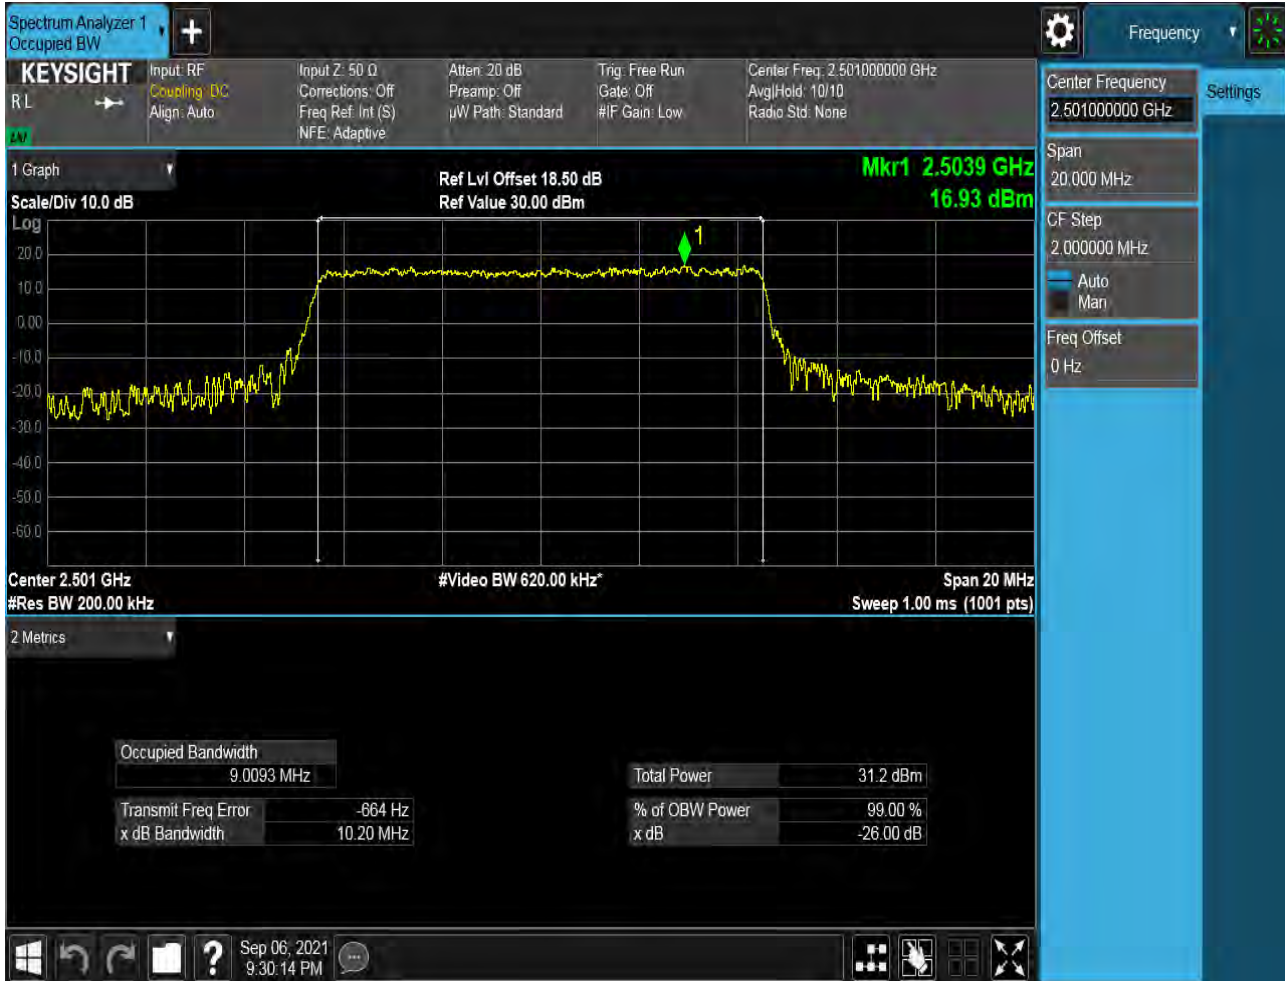 Spectrum Analyzer 1
Occupied BW
Frequency
KEYSIGHT
R L
LNI
Input: RF
Coupling: DC
Align: Auto
Input Z: 50 Ω
Corrections: Off
Freq Ref: Int (S)
NFE: Adaptive
Atten: 20 dB
Preamp: Off
µW Path: Standard
Trig: Free Run
Gate: Off
#IF Gain: Low
Center Freq: 2.501000000 GHz
Avg|Hold: 10/10
Radio Std: None
Center Frequency
2.501000000 GHz
Settings
Span
20.000 MHz
CF Step
2.000000 MHz
Auto
Man
Freq Offset
0 Hz
1 Graph
Scale/Div 10.0 dB
Ref Lvl Offset 18.50 dB
Ref Value 30.00 dBm
Mkr1 2.5039 GHz
16.93 dBm
Log
1
20.0
10.0
0.00
-10.0
-20.0
-30.0
-40.0
-50.0
-60.0
Center 2.501 GHz
#Video BW 620.00 kHz*
Span 20 MHz
#Res BW 200.00 kHz
Sweep 1.00 ms (1001 pts)
2 Metrics
Occupied Bandwidth
9.0093 MHz
Total Power 31.2 dBm
Transmit Freq Error -664 Hz
% of OBW Power 99.00 %
x dB Bandwidth 10.20 MHz
x dB -26.00 dB
?
Sep 06, 2021
9:30:14 PM